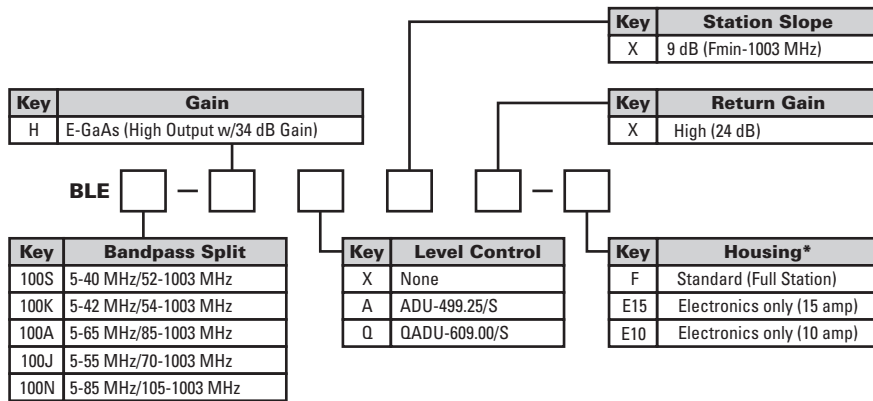 Key Station Slope
X 9 dB (Fmin-1003 MHz)
Key Gain
H E-GaAs (High Output w/34 dB Gain)
Key Return Gain
X High (24 dB)
BLE — —
Key Bandpass Split
100S 5-40 MHz/52-1003 MHz
100K 5-42 MHz/54-1003 MHz
100A 5-65 MHz/85-1003 MHz
100J 5-55 MHz/70-1003 MHz
100N 5-85 MHz/105-1003 MHz
Key Level Control
X None
A ADU-499.25/S
Q QADU-609.00/S
Key Housing*
F Standard (Full Station)
E15 Electronics only (15 amp)
E10 Electronics only (10 amp)